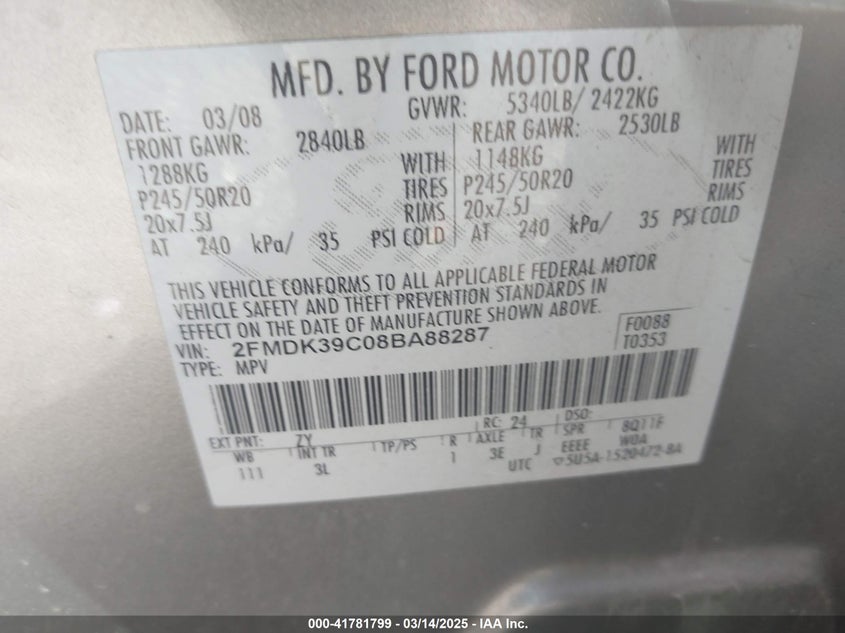 MFD. BY FORD MOTOR CO.
DATE: 03/08 GVWR: 5340LB/ 2422KG
FRONT GAWR: 2840LB REAR GAWR: 2530LB
1288KG WITH 1148KG WITH
P245/50R20 TIRES P245/50R20 TIRES
20x7.5J RIMS 20x7.5J RIMS
AT 240 kPa/ 35 PSI COLD AT 240 kPa/ 35 PSI COLD
THIS VEHICLE CONFORMS TO ALL APPLICABLE FEDERAL MOTOR
VEHICLE SAFETY AND THEFT PREVENTION STANDARDS IN
EFFECT ON THE DATE OF MANUFACTURE SHOWN ABOVE.
VIN: 2FMDK39C08BA88287 F0088
TYPE: MPV T0353
RC: 24 DSO:
EXT PNT: ZY 8Q11F
WB INT TR TP/PS R AXLE TR SPR W0A
111 3L 1 3E J EEEE
UTC ▽5U5A-1520472-BA
000-41781799 - 03/14/2025 - IAA Inc.